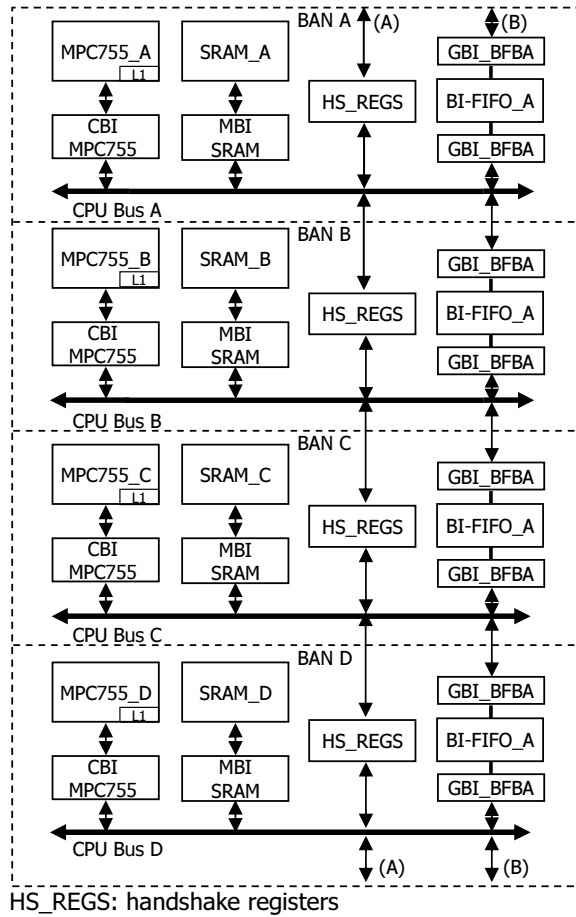 BAN A
(A)
(B)
MPC755_A
L1
SRAM_A
GBI_BFBA
HS_REGS
BI-FIFO_A
CBI
MPC755
MBI
SRAM
GBI_BFBA
CPU Bus A
BAN B
MPC755_B
L1
SRAM_B
GBI_BFBA
HS_REGS
BI-FIFO_A
CBI
MPC755
MBI
SRAM
GBI_BFBA
CPU Bus B
BAN C
MPC755_C
L1
SRAM_C
GBI_BFBA
HS_REGS
BI-FIFO_A
CBI
MPC755
MBI
SRAM
GBI_BFBA
CPU Bus C
BAN D
MPC755_D
L1
SRAM_D
GBI_BFBA
HS_REGS
BI-FIFO_A
CBI
MPC755
MBI
SRAM
GBI_BFBA
CPU Bus D
(A)
(B)
HS_REGS: handshake registers